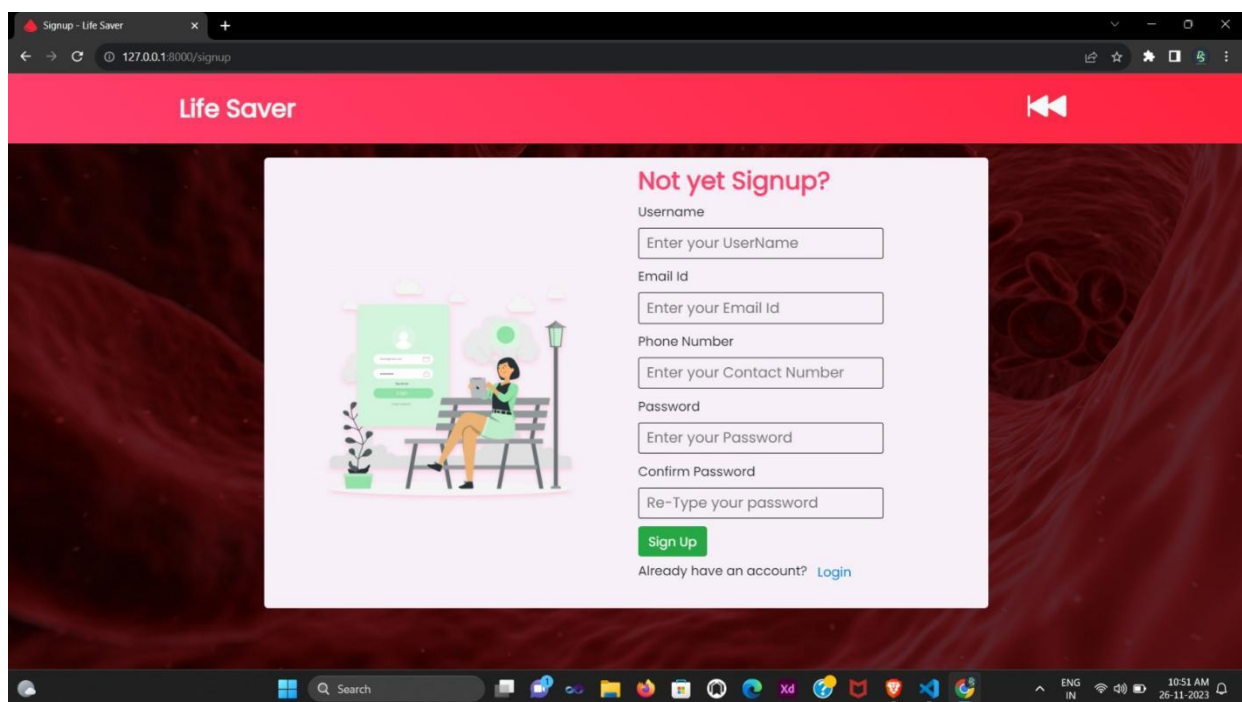 Signup - Life Saver
127.0.0.1:8000/signup
Life Saver
Not yet Signup?
Username
Enter your UserName
Email Id
Enter your Email Id
Phone Number
Enter your Contact Number
Password
Enter your Password
Confirm Password
Re-Type your password
Sign Up
Already have an account? Login
Search
Xd
ENG
IN
10:51 AM
26-11-2023